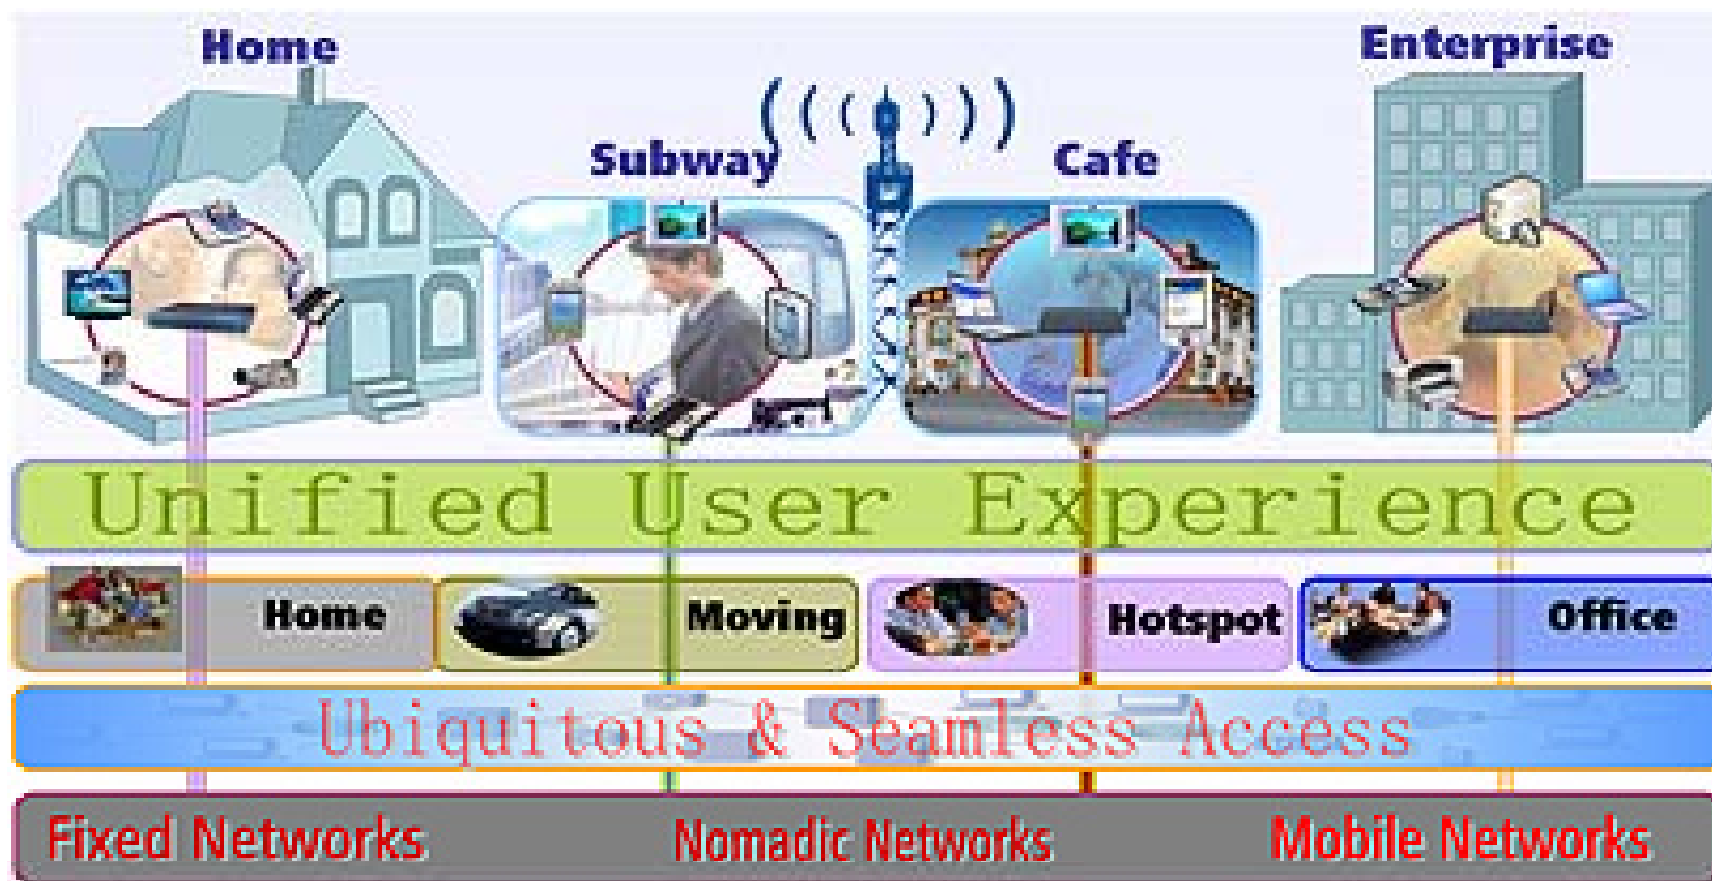 Home
Enterprise
Subway
Cafe
Unified User Experience
Home
Moving
Hotspot
Office
Ubiquitous & Seamless Access
Fixed Networks
Nomadic Networks
Mobile Networks